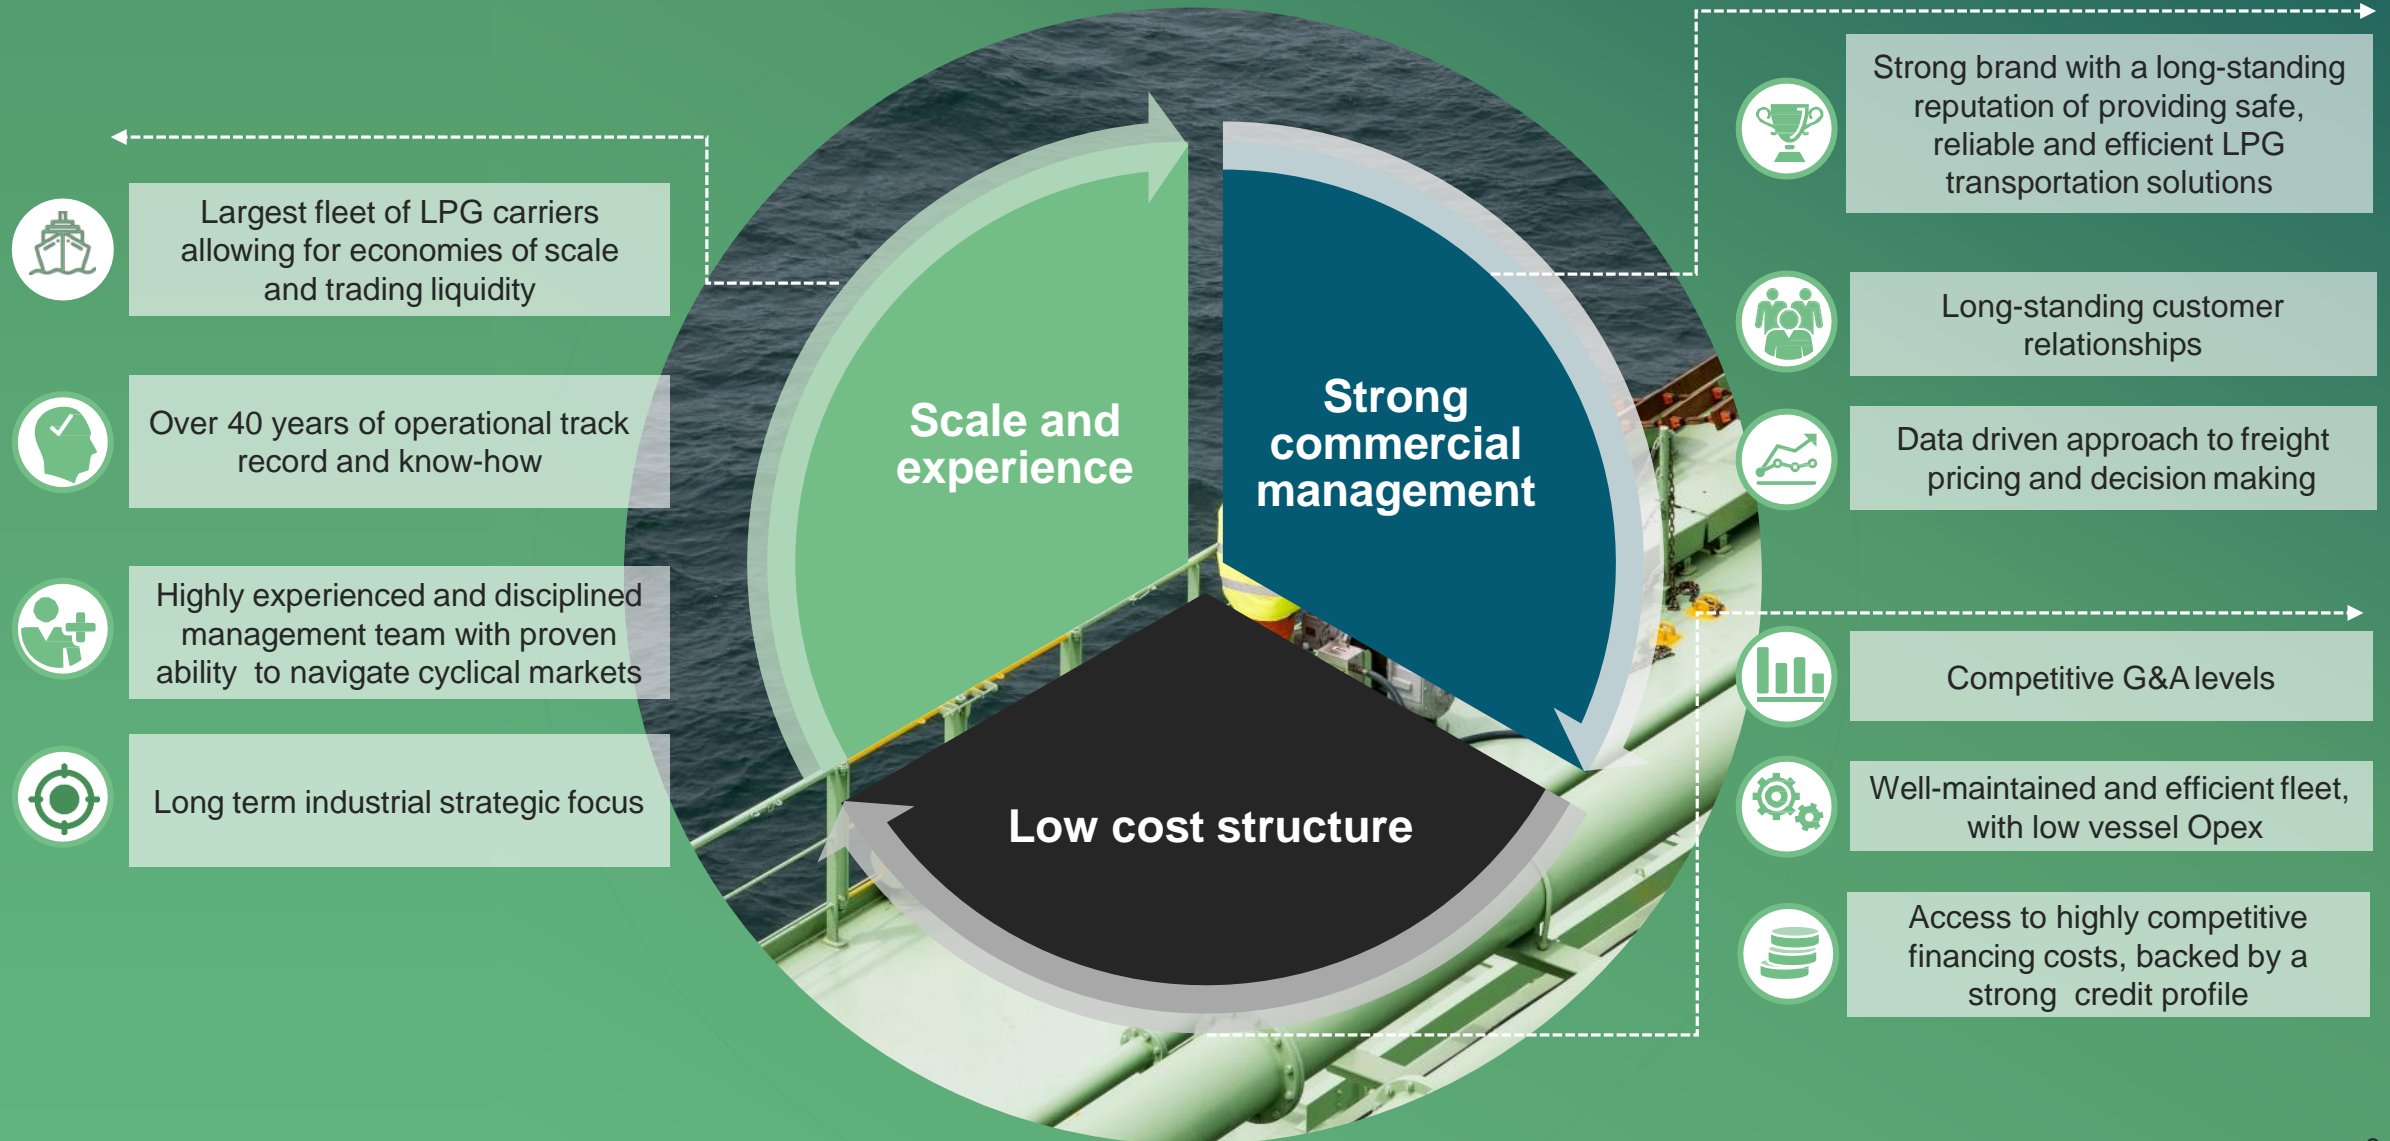 Largest fleet of LPG carriers
allowing for economies of scale
and trading liquidity
Over 40 years of operational track
record and know-how
Highly experienced and disciplined
management team with proven
ability to navigate cyclical markets
Long term industrial strategic focus
Scale and
experience
Strong
commercial
management
Low cost structure
Strong brand with a long-standing
reputation of providing safe,
reliable and efficient LPG
transportation solutions
Long-standing customer
relationships
Data driven approach to freight
pricing and decision making
Competitive G&A levels
Well-maintained and efficient fleet,
with low vessel Opex
Access to highly competitive
financing costs, backed by a
strong credit profile